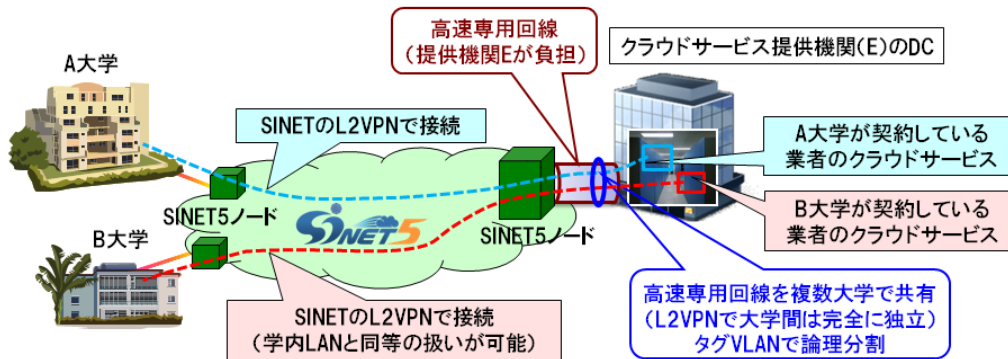 高速専用回線
(提供機関Eが負担)
クラウドサービス提供機関(E)のDC
A大学
SINETのL2VPNで接続
A大学が契約している
業者のクラウドサービス
SINET5ノード
SINET5
SINET5ノード
B大学が契約している
業者のクラウドサービス
B大学
SINETのL2VPNで接続
(学内LANと同等の扱いが可能)
高速専用回線を複数大学で共有
(L2VPNで大学間は完全に独立)
タグVLANで論理分割